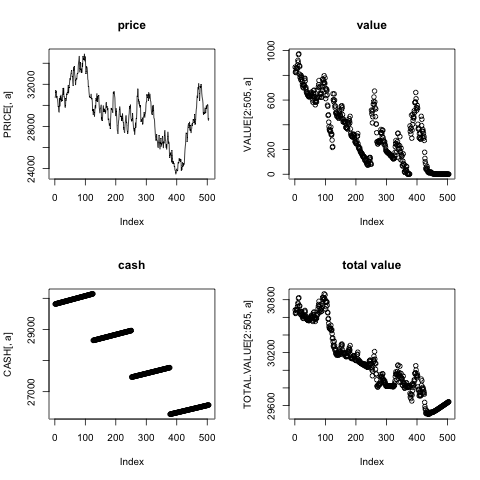 price
PRICE[, a]
24000 28000 32000
0 100 200 300 400 500
Index
value
VALUE[2:505, a]
0 200 600 1000
0 100 200 300 400 500
Index
cash
CASH[, a]
27000 29000
0 100 200 300 400 500
Index
total value
TOTAL.VALUE[2:505, a]
29600 30200 30800
0 100 200 300 400 500
Index